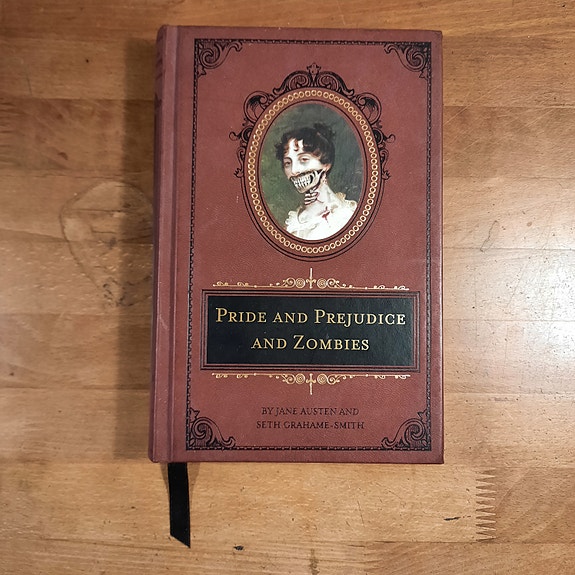 PRIDE AND PREJUDICE
AND ZOMBIES
BY JANE AUSTEN AND
SETH GRAHAME-SMITH